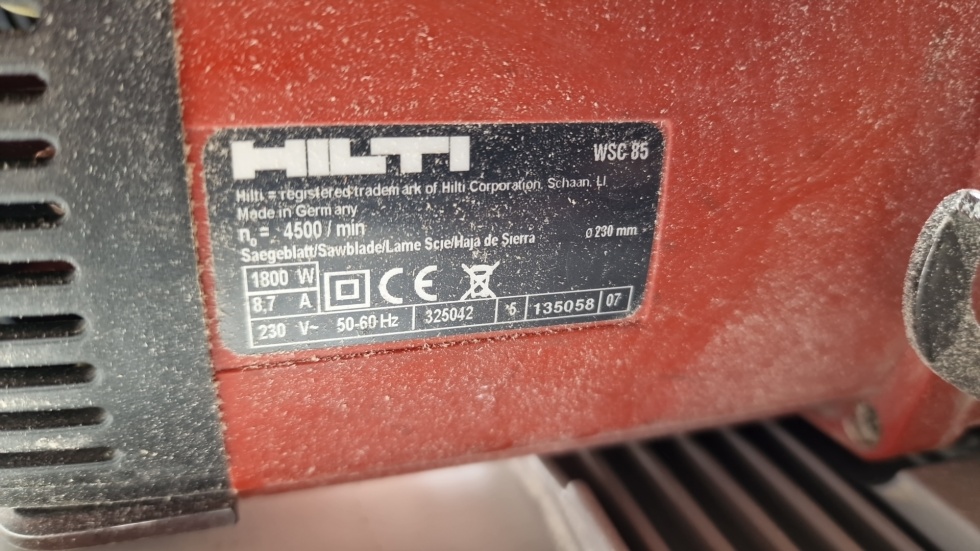 HILTI
WSC 85
Hilti = registered trademark of Hilti Corporation, Schaan, LI
Made in Germany
n₀ = 4500 / min
Saegeblatt/Sawblade/Lame Scie/Haja de Sierra
ø 230 mm
1800 W
8,7 A
CE
230 V~ 50-60 Hz 325042 *5 135058 07